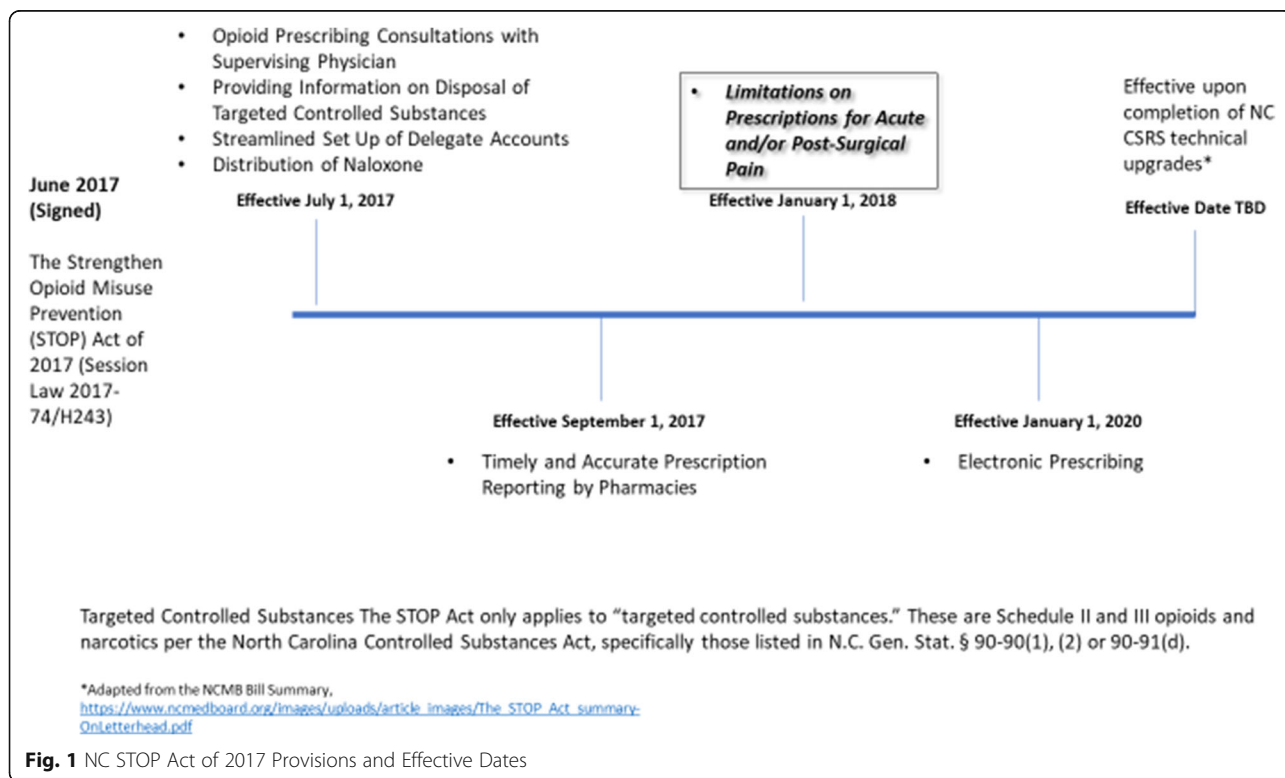 • Opioid Prescribing Consultations with
Supervising Physician
• Providing Information on Disposal of
Targeted Controlled Substances
• Streamlined Set Up of Delegate Accounts
• Distribution of Naloxone
• Limitations on
Prescriptions for Acute
and/or Post-Surgical
Pain
Effective upon
completion of NC
CSRS technical
upgrades*
June 2017
(Signed)
Effective July 1, 2017
Effective January 1, 2018
Effective Date TBD
The Strengthen
Opioid Misuse
Prevention
(STOP) Act of
2017 (Session
Law 2017-
74/H243)
Effective September 1, 2017
• Timely and Accurate Prescription
Reporting by Pharmacies
Effective January 1, 2020
• Electronic Prescribing
Targeted Controlled Substances The STOP Act only applies to “targeted controlled substances.” These are Schedule II and III opioids and
narcotics per the North Carolina Controlled Substances Act, specifically those listed in N.C. Gen. Stat. § 90-90(1), (2) or 90-91(d).
*Adapted from the NCMB Bill Summary,
https://www.ncmedboard.org/images/uploads/article_images/The_STOP_Act_summary-
OnLetterhead.pdf
Fig. 1 NC STOP Act of 2017 Provisions and Effective Dates